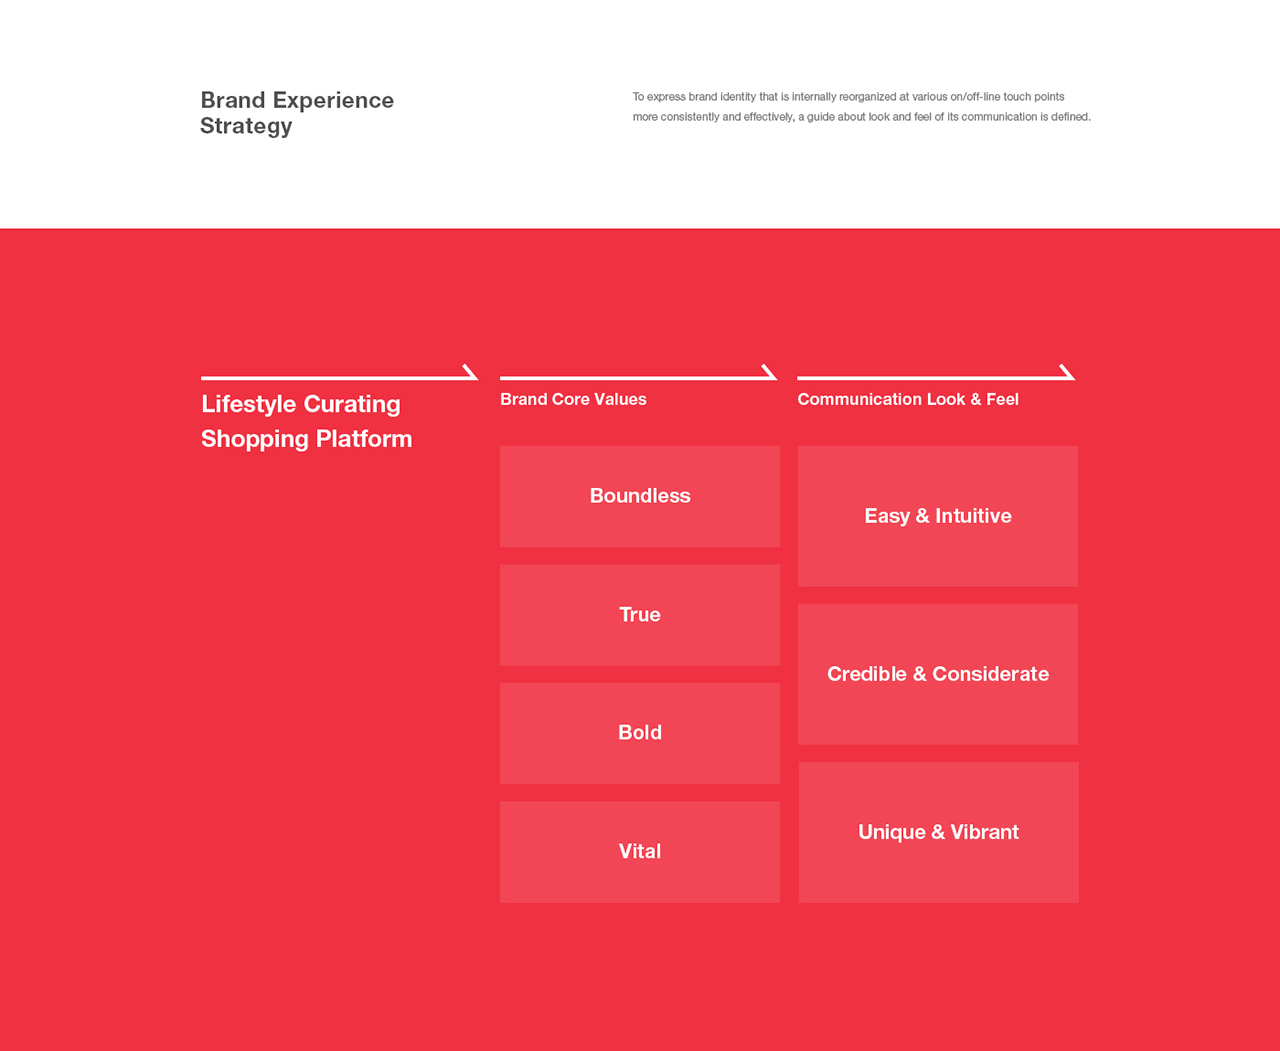 Brand Experience
Strategy
To express brand identity that is internally reorganized at various on/off-line touch points
more consistently and effectively, a guide about look and feel of its communication is defined.
Lifestyle Curating
Shopping Platform
Brand Core Values
Boundless
True
Bold
Vital
Communication Look & Feel
Easy & Intuitive
Credible & Considerate
Unique & Vibrant